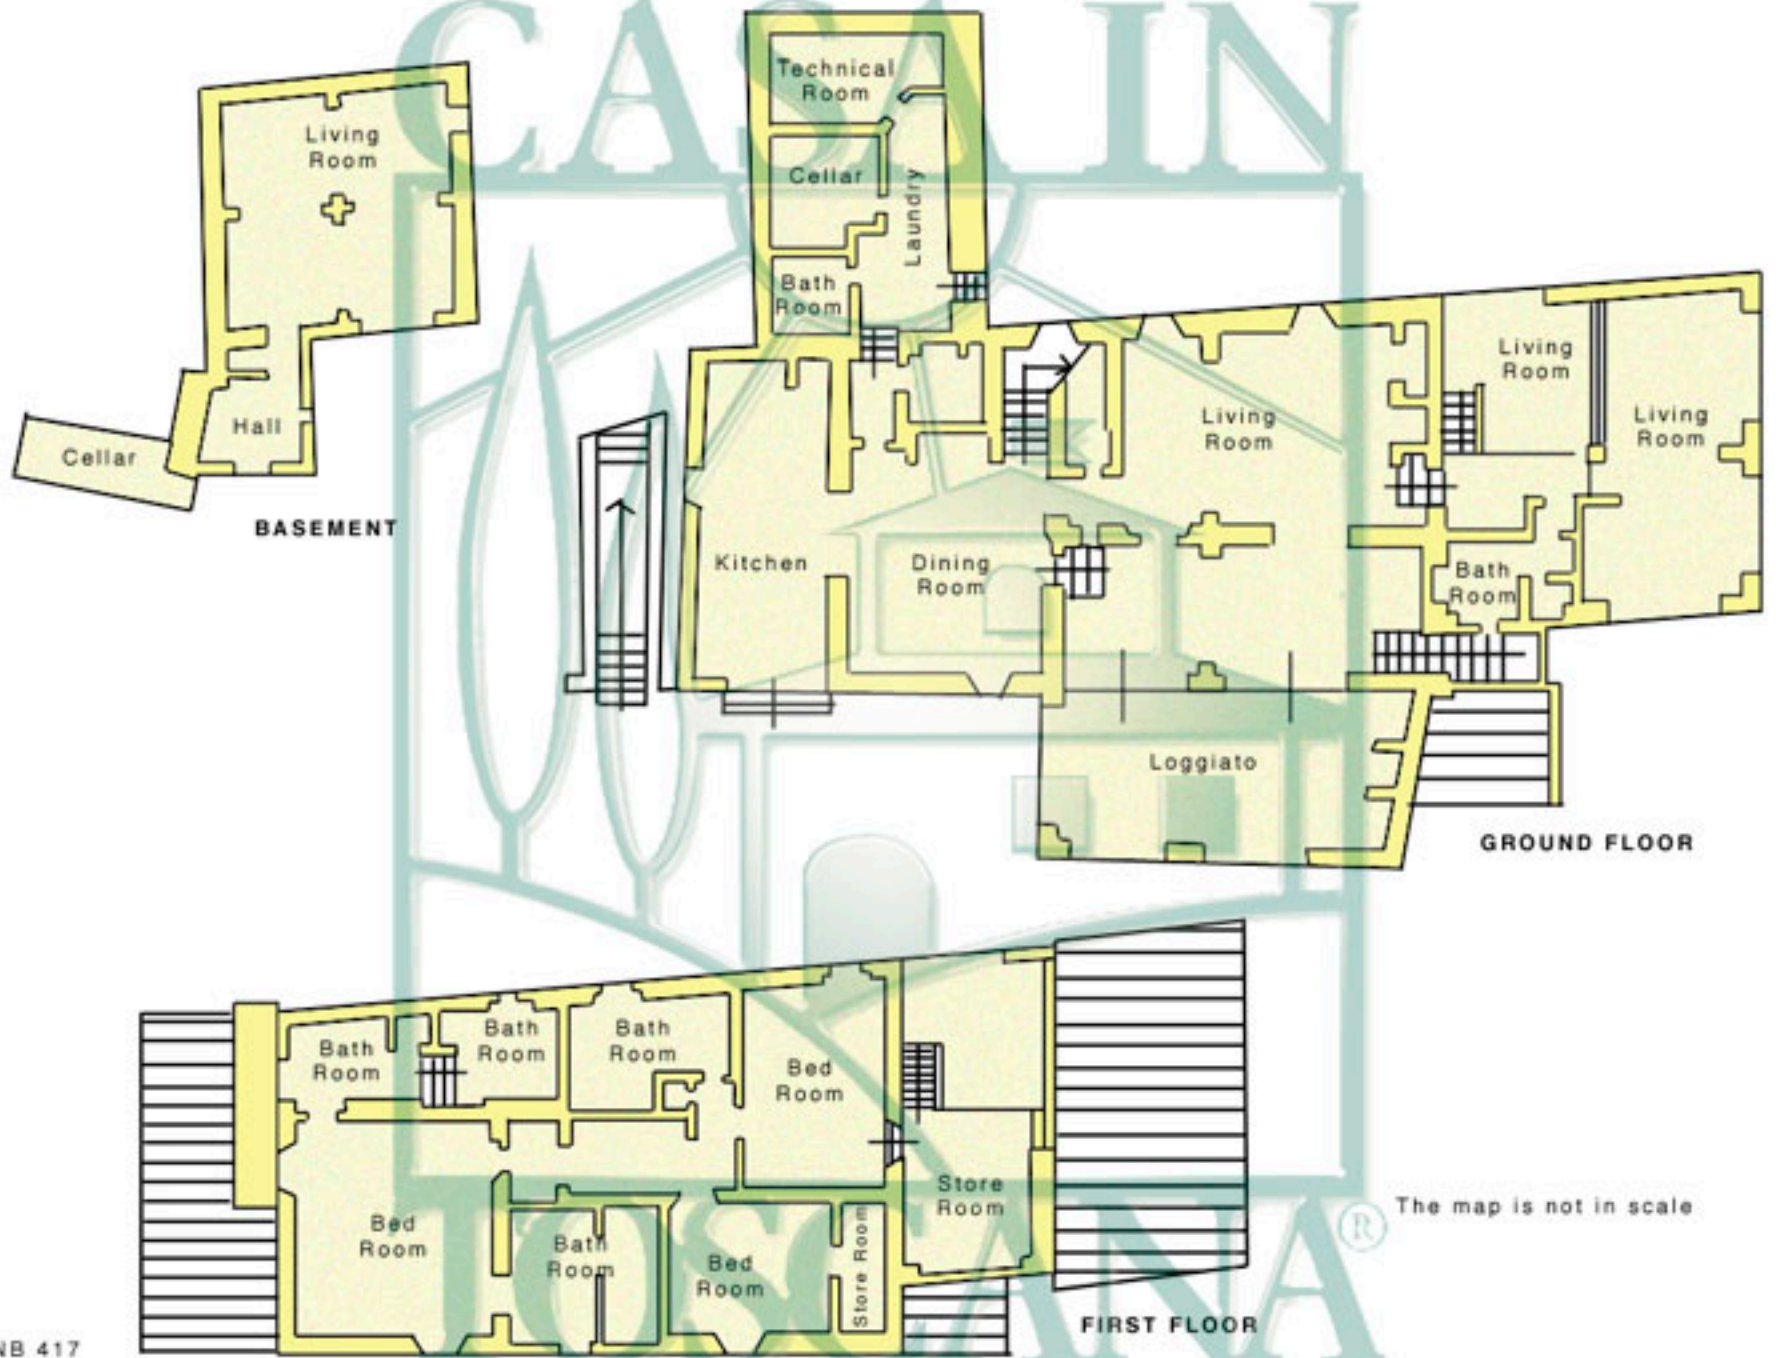 CASA IN
Technical
Room
Living
Room
Cellar
Laundry
Bath
Room
Living
Room
Living
Room
Living
Room
Hall
Cellar
BASEMENT
Kitchen
Dining
Room
Bath
Room
Loggiato
GROUND FLOOR
Bath
Room
Bath
Room
Bath
Room
Bed
Room
Store
Room
The map is not in scale
Bed
Room
Bath
Room
Bed
Room
Store Room
TOSCANA®
FIRST FLOOR
NB 417